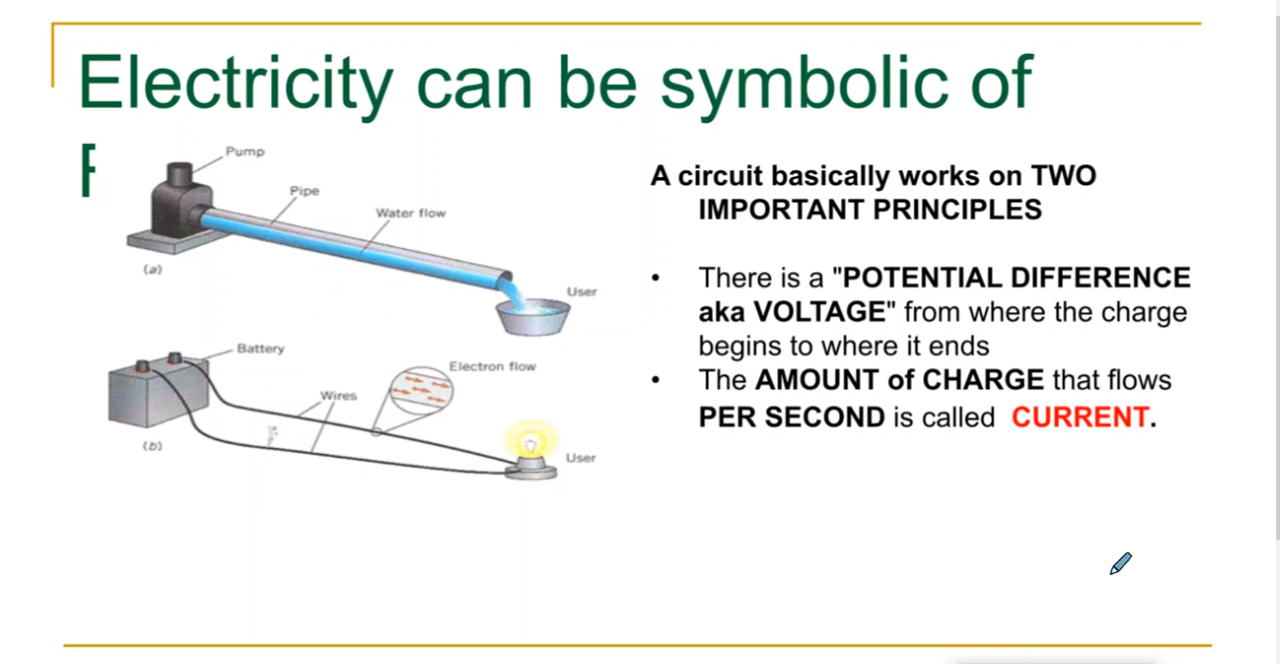 Electricity can be symbolic of
A circuit basically works on TWO
IMPORTANT PRINCIPLES
• There is a "POTENTIAL DIFFERENCE
aka VOLTAGE" from where the charge
begins to where it ends
• The AMOUNT of CHARGE that flows
PER SECOND is called CURRENT.
Pump
Pipe
Water flow
(a)
User
Battery
Electron flow
Wires
(b)
User